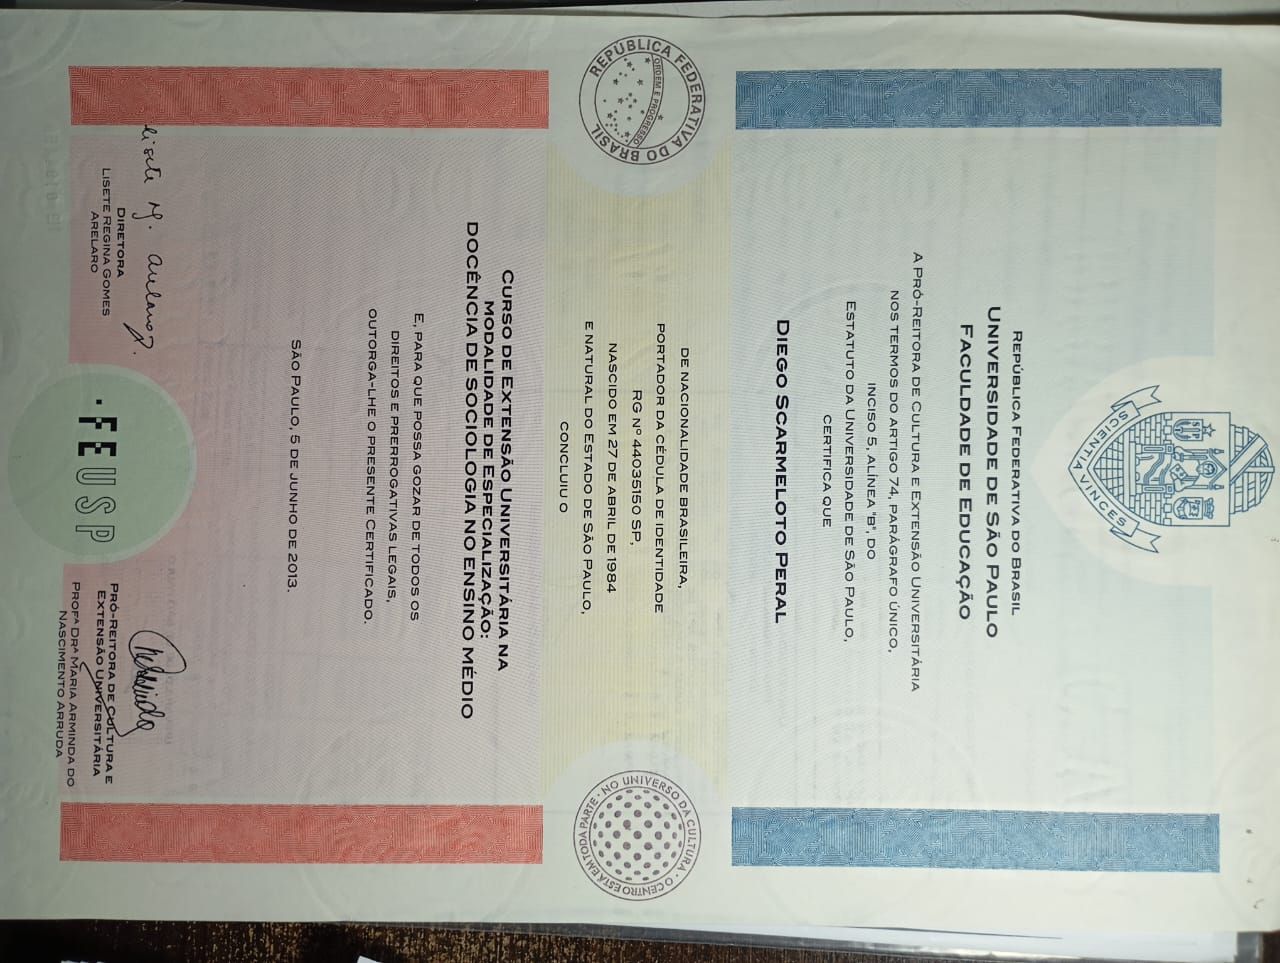 SCIENTIA VINCES
REPÚBLICA FEDERATIVA DO BRASIL
UNIVERSIDADE DE SÃO PAULO
FACULDADE DE EDUCAÇÃO
A PRÓ-REITORA DE CULTURA E EXTENSÃO UNIVERSITÁRIA
NOS TERMOS DO ARTIGO 74, PARÁGRAFO ÚNICO,
INCISO 5, ALÍNEA "B", DO
ESTATUTO DA UNIVERSIDADE DE SÃO PAULO,
CERTIFICA QUE
DIEGO SCARMELOTO PERAL
DE NACIONALIDADE BRASILEIRA,
PORTADOR DA CÉDULA DE IDENTIDADE
RG Nº 44035150 SP,
NASCIDO EM 27 DE ABRIL DE 1984
E NATURAL DO ESTADO DE SÃO PAULO,
CONCLUIU O
REPÚBLICA FEDERATIVA DO BRASIL
ORDEM E PROGRESSO
NO UNIVERSO DA CULTURA · O CENTRO ESTÁ EM TODA PARTE ·
CURSO DE EXTENSÃO UNIVERSITÁRIA NA
MODALIDADE DE ESPECIALIZAÇÃO:
DOCÊNCIA DE SOCIOLOGIA NO ENSINO MÉDIO
E, PARA QUE POSSA GOZAR DE TODOS OS
DIREITOS E PRERROGATIVAS LEGAIS,
OUTORGA-LHE O PRESENTE CERTIFICADO.
SÃO PAULO, 5 DE JUNHO DE 2013.
Lisete R. Arelaro
DIRETORA
LISETE REGINA GOMES
ARELARO
·FEUSP
PRÓ-REITORA DE CULTURA E
EXTENSÃO UNIVERSITÁRIA
PROFª DRª MARIA ARMINDA DO
NASCIMENTO ARRUDA